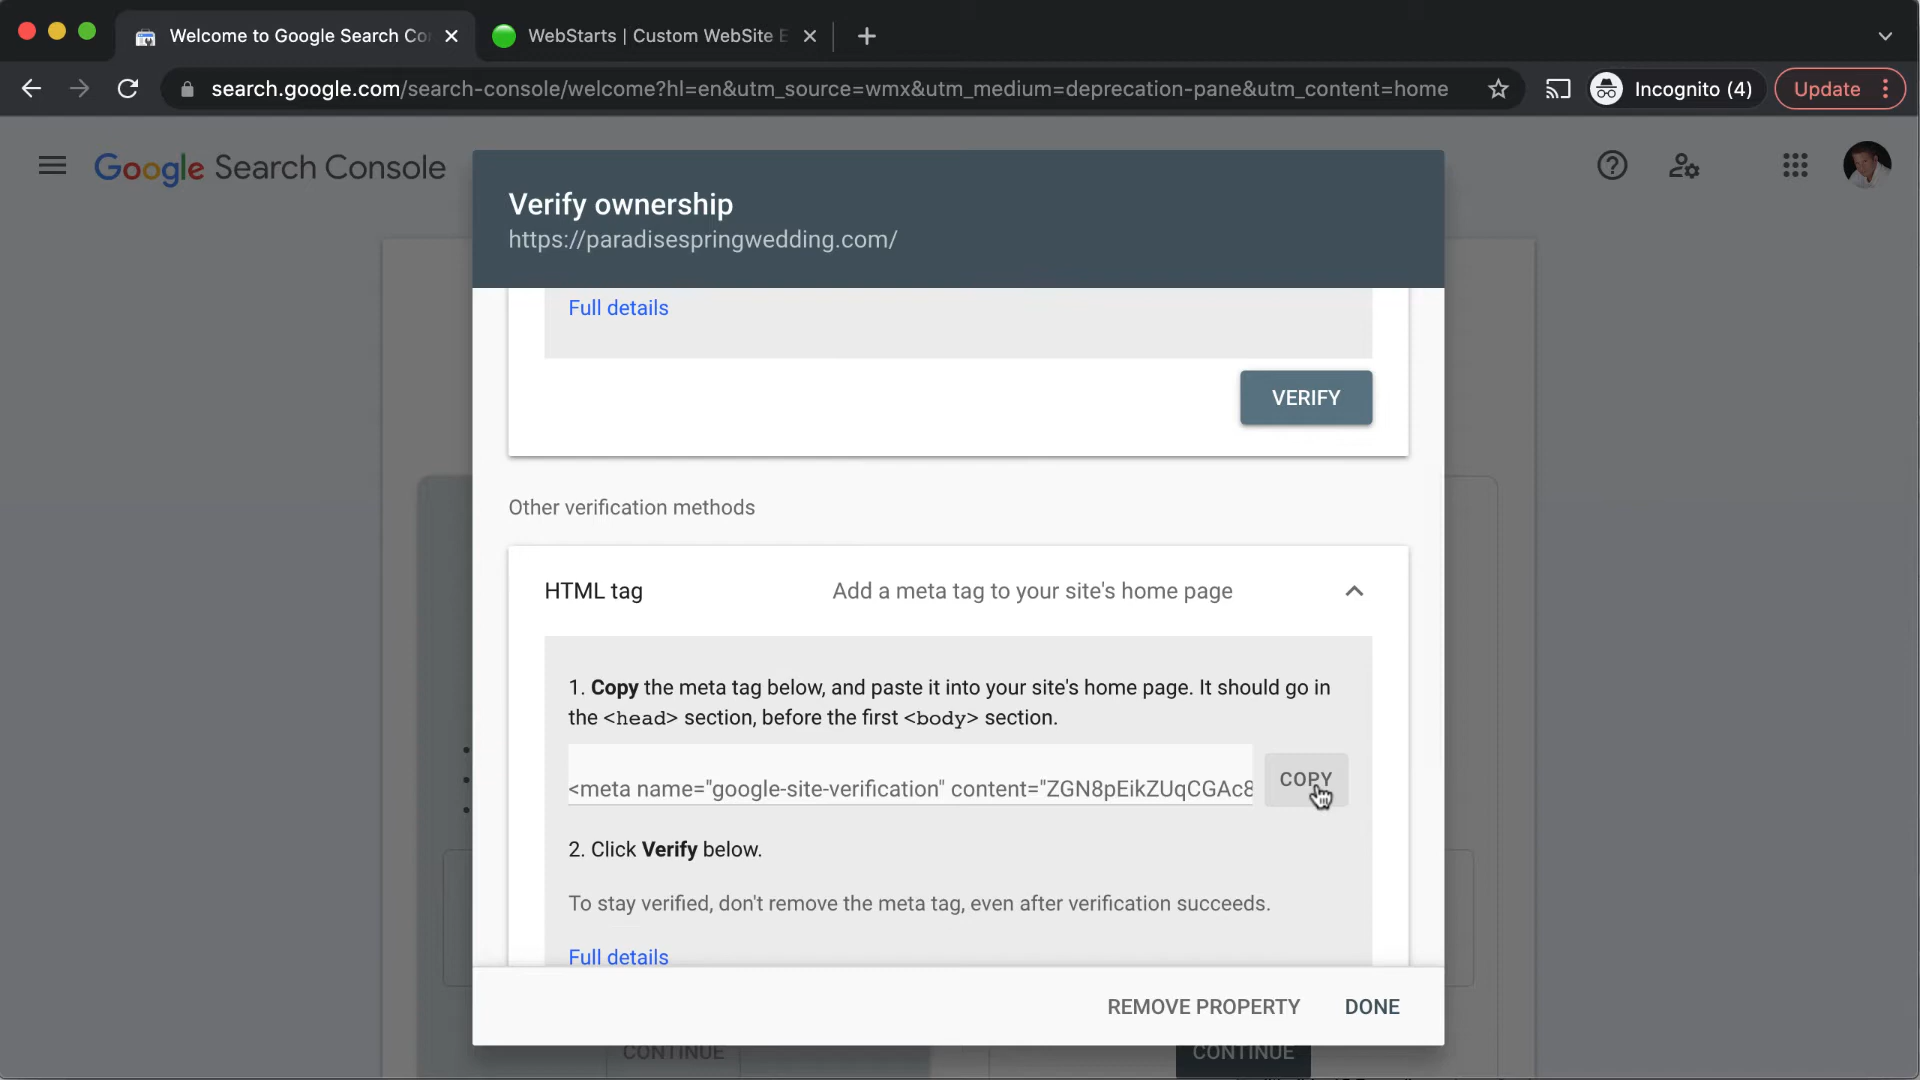 Welcome to Google Search Co
WebStarts | Custom WebSite E
search.google.com/search-console/welcome?hl=en&utm_source=wmx&utm_medium=deprecation-pane&utm_content=home
Incognito (4)
Update
Google Search Console
Verify ownership
https://paradisespringwedding.com/
Full details
VERIFY
Other verification methods
HTML tag
Add a meta tag to your site's home page
1. Copy the meta tag below, and paste it into your site's home page. It should go in
the <head> section, before the first <body> section.
<meta name="google-site-verification" content="ZGN8pEikZUqCGAc8
COPY
2. Click Verify below.
To stay verified, don't remove the meta tag, even after verification succeeds.
Full details
REMOVE PROPERTY
DONE
CONTINUE
CONTINUE